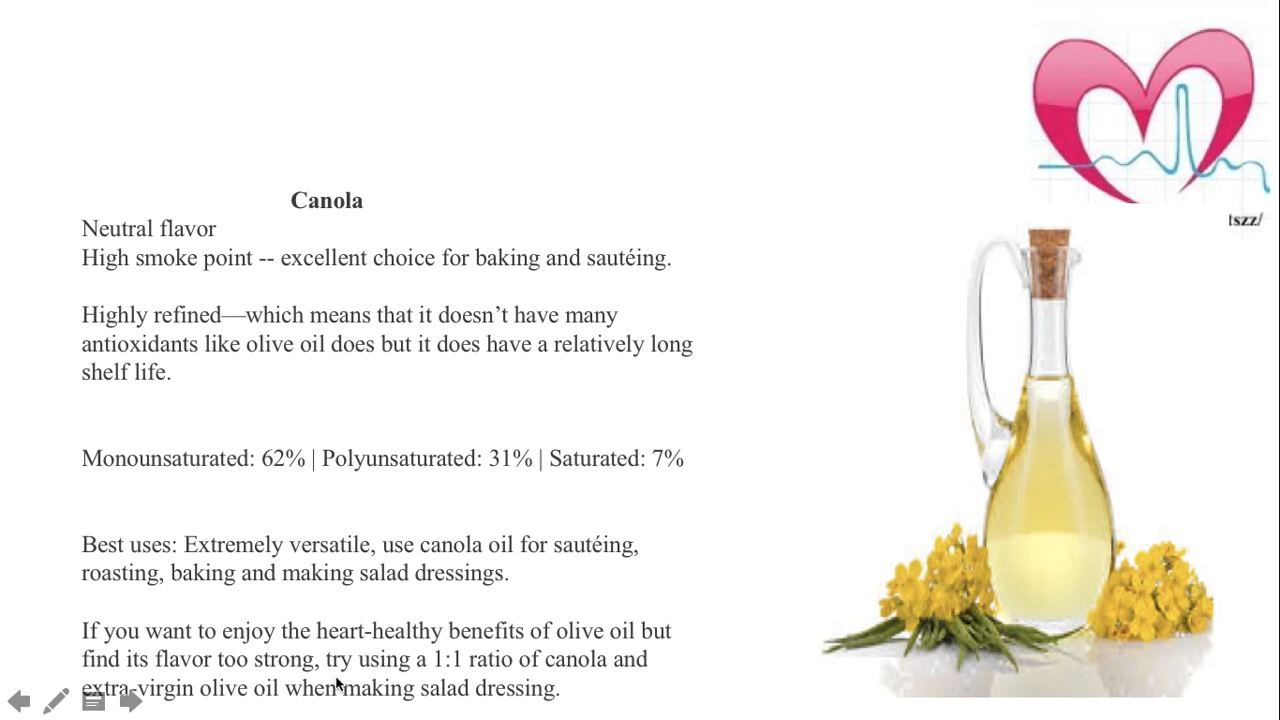 Canola
Neutral flavor
High smoke point -- excellent choice for baking and sautéing.
Highly refined—which means that it doesn’t have many
antioxidants like olive oil does but it does have a relatively long
shelf life.
Monounsaturated: 62% | Polyunsaturated: 31% | Saturated: 7%
Best uses: Extremely versatile, use canola oil for sautéing,
roasting, baking and making salad dressings.
If you want to enjoy the heart-healthy benefits of olive oil but
find its flavor too strong, try using a 1:1 ratio of canola and
extra-virgin olive oil when making salad dressing.